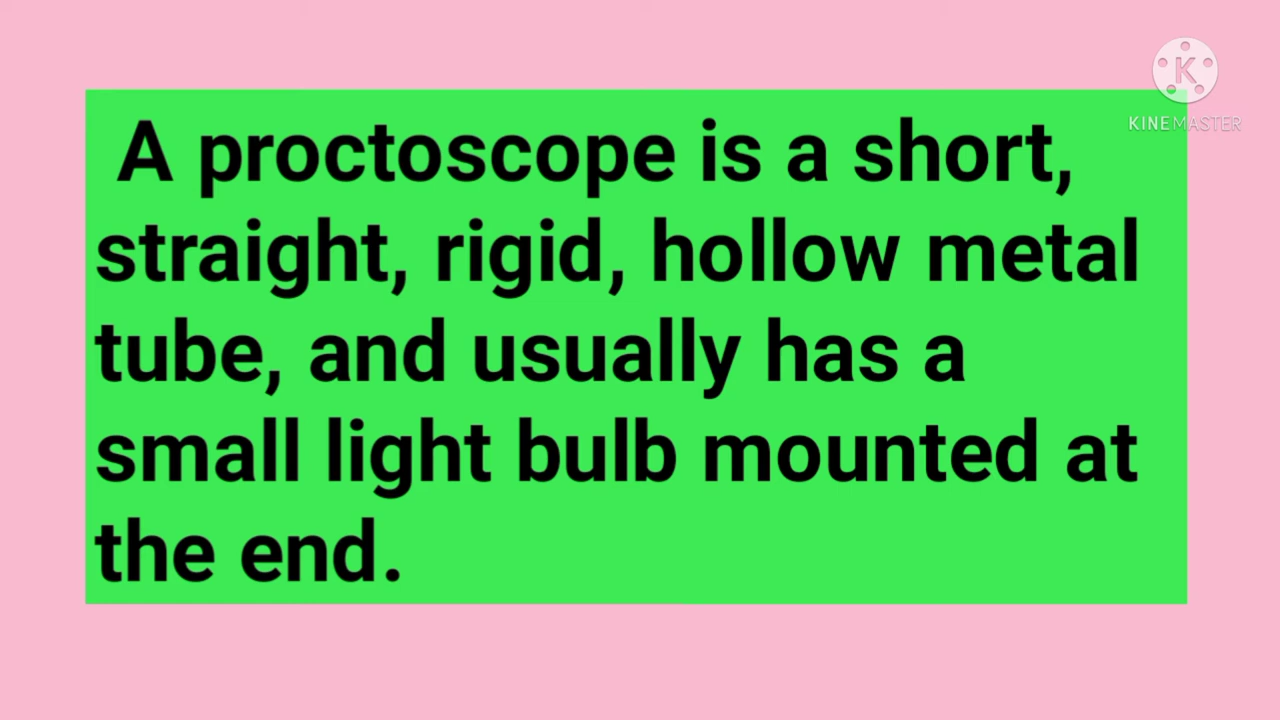 K
KINEMASTER
A proctoscope is a short,
straight, rigid, hollow metal
tube, and usually has a
small light bulb mounted at
the end.